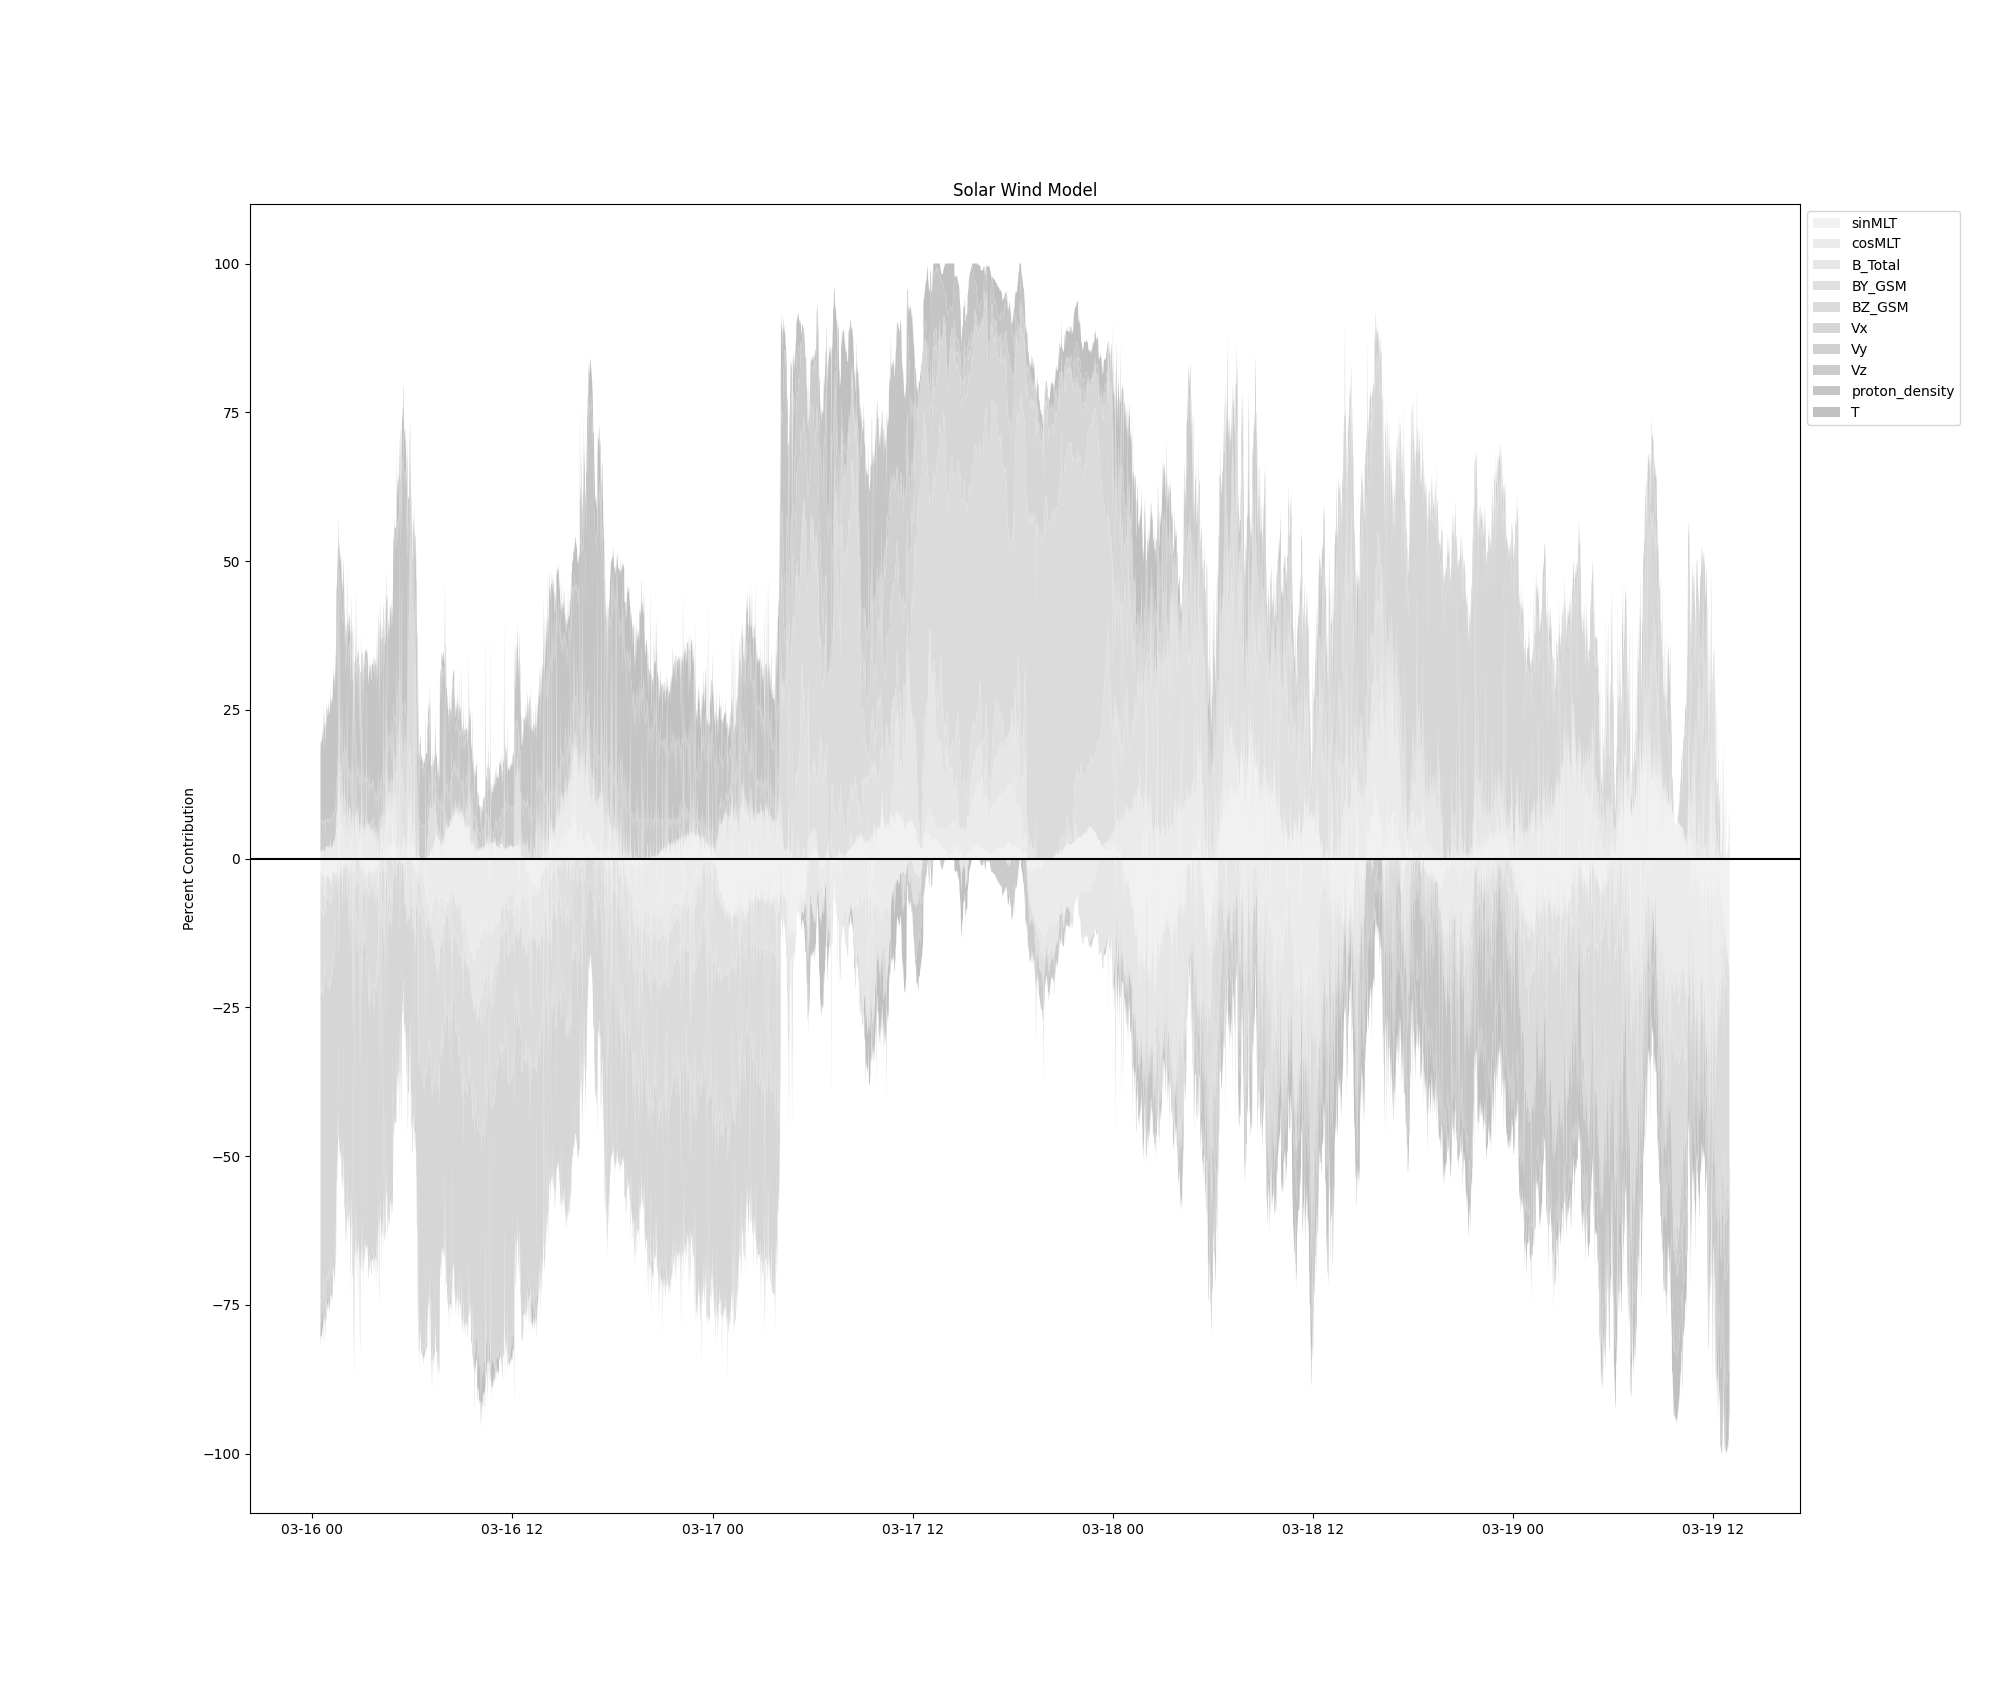 Solar Wind Model
sinMLT
cosMLT
B_Total
BY_GSM
BZ_GSM
Vx
Vy
Vz
proton_density
T
Percent Contribution
100
75
50
25
0
−25
−50
−75
−100
03-16 00
03-16 12
03-17 00
03-17 12
03-18 00
03-18 12
03-19 00
03-19 12